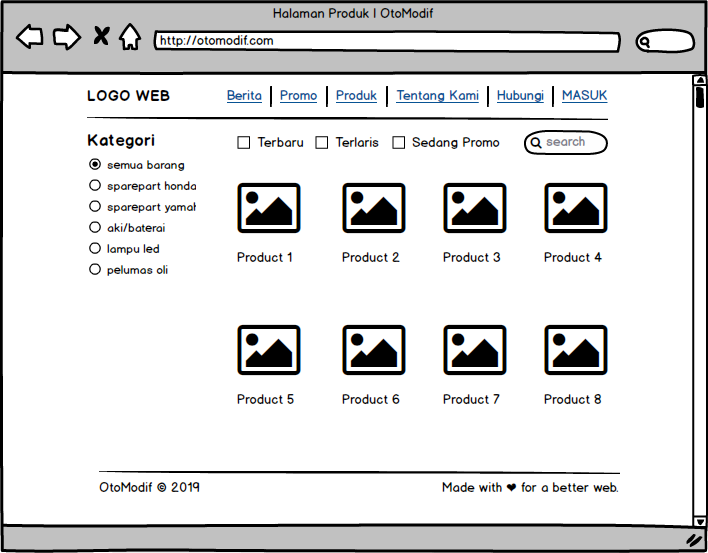 Halaman Produk | OtoModif
http://otomodif.com
LOGO WEB
Berita | Promo | Produk | Tentang Kami | Hubungi | MASUK
Kategori
semua barang
sparepart honda
sparepart yamah
aki/baterai
lampu led
pelumas oli
Terbaru Terlaris Sedang Promo search
Product 1 Product 2 Product 3 Product 4
Product 5 Product 6 Product 7 Product 8
OtoModif © 2019 Made with ❤ for a better web.